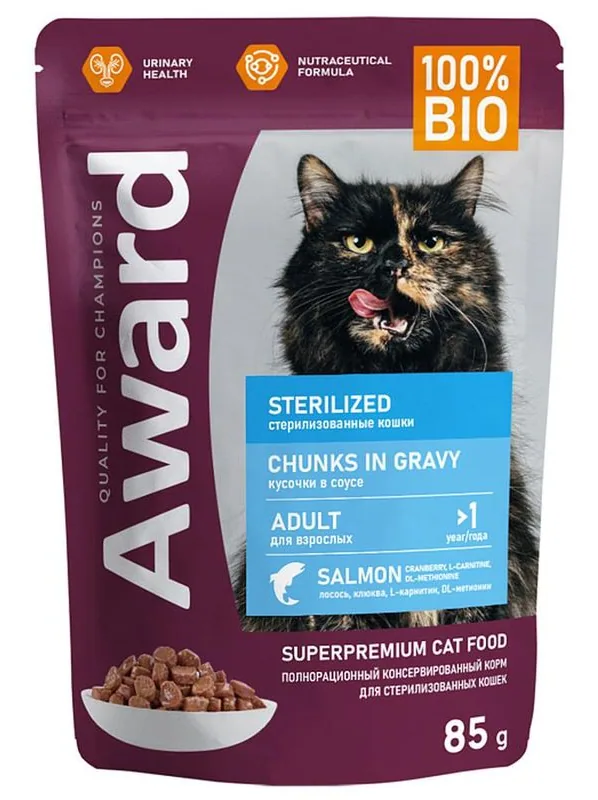 URINARY
HEALTH
NUTRACEUTICAL
FORMULA
100%
BIO
Award
QUALITY FOR CHAMPIONS
STERILIZED
стерилизованные кошки
CHUNKS IN GRAVY
кусочки в соусе
ADULT
для взрослых
>1
year/года
SALMON CRANBERRY, L-CARNITINE,
DL-METHIONINE
лосось, клюква, L-карнитин, DL-метионин
SUPERPREMIUM CAT FOOD
ПОЛНОРАЦИОННЫЙ КОНСЕРВИРОВАННЫЙ КОРМ
ДЛЯ СТЕРИЛИЗОВАННЫХ КОШЕК
85 g